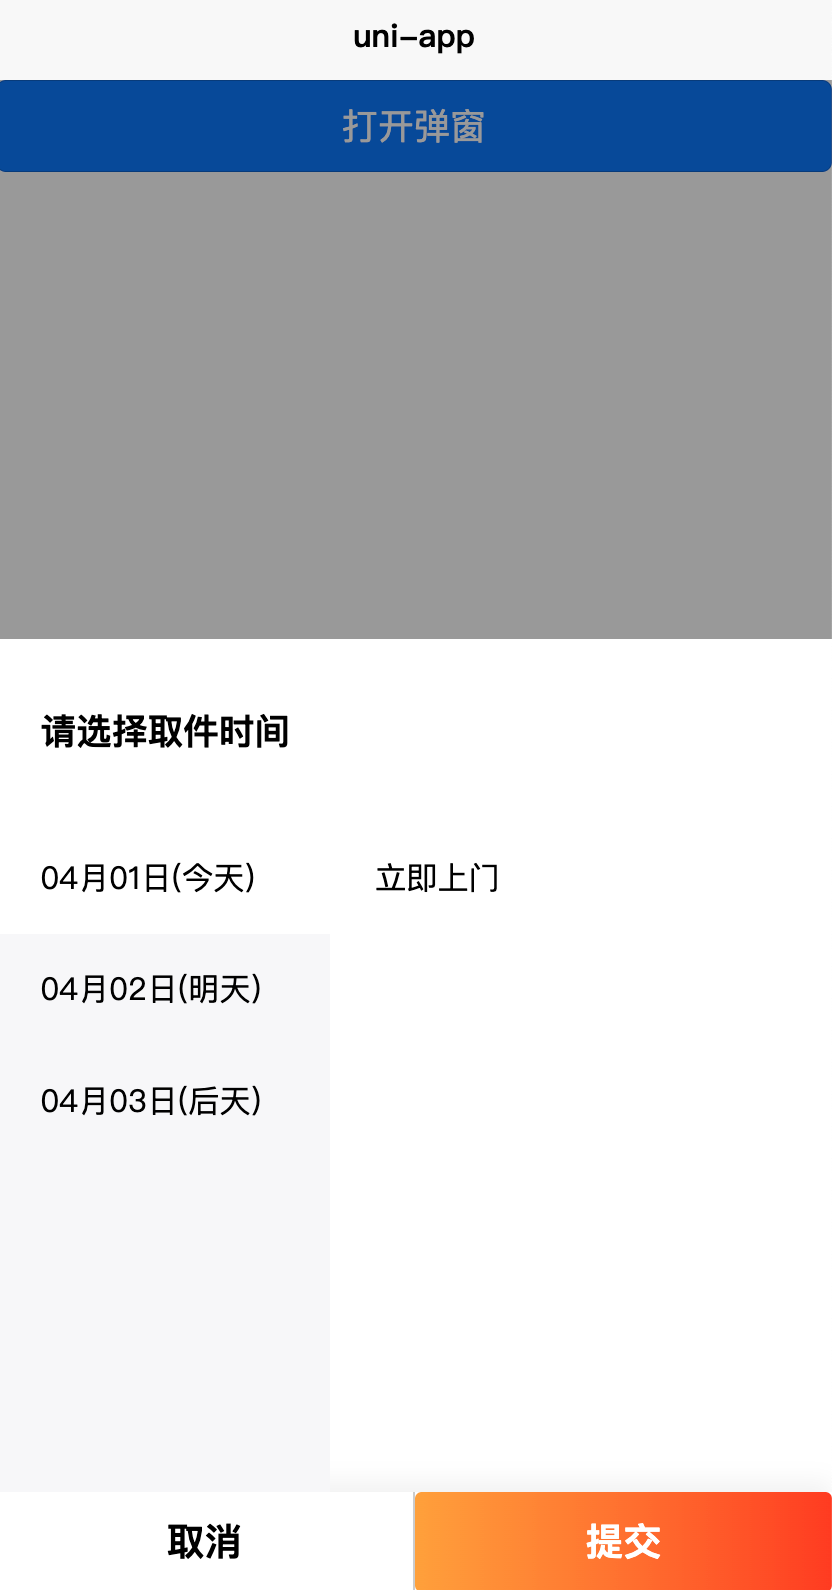 uni-app
打开弹窗
请选择取件时间
04月01日(今天)
立即上门
04月02日(明天)
04月03日(后天)
取消
提交